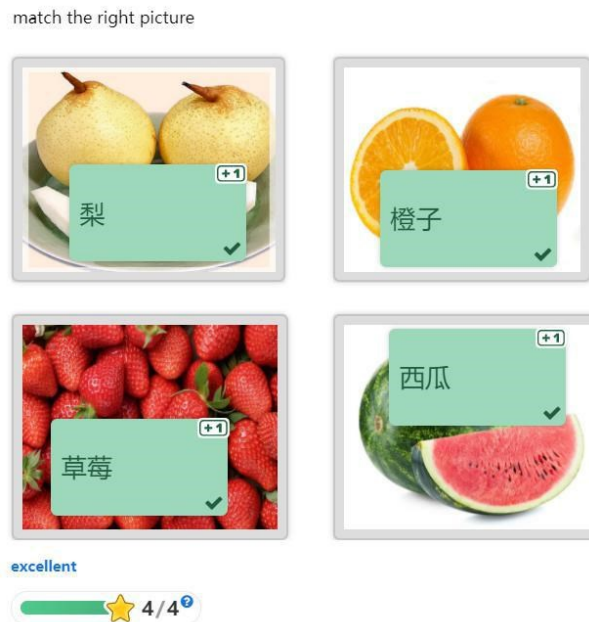 match the right picture
+1
梨
+1
橙子
+1
草莓
+1
西瓜
excellent
4/4?